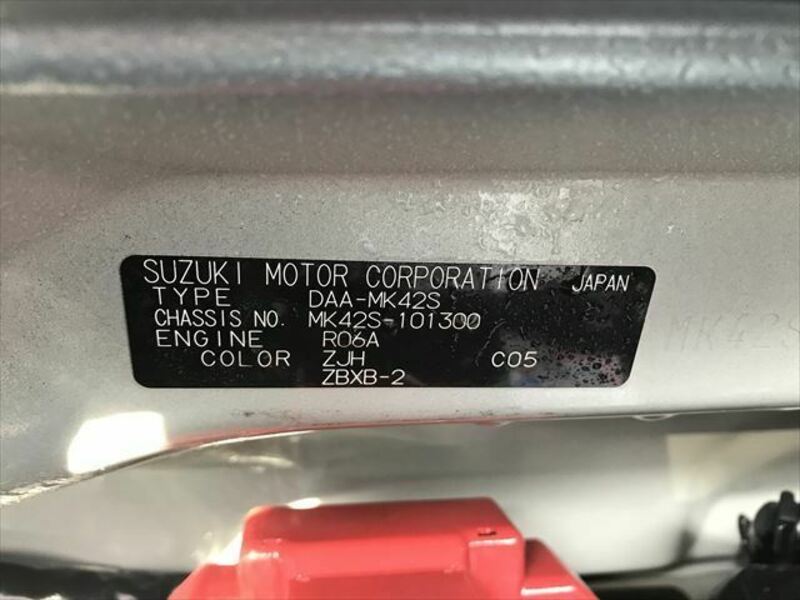 SUZUKI MOTOR CORPORATION JAPAN
TYPE DAA-MK42S
CHASSIS NO. MK42S-101300
ENGINE R06A
COLOR ZJH C05
ZBXB-2
MK42S